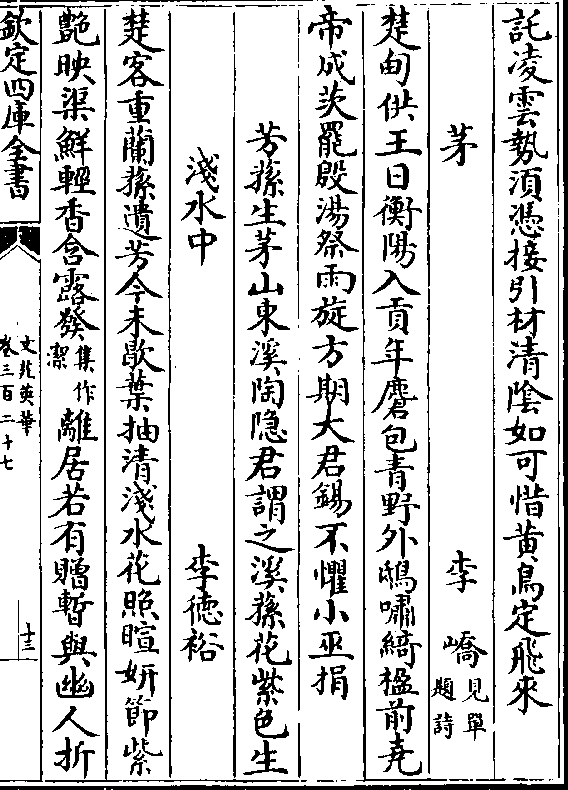 託凌雲勢須憑接引材清陰如可惜黄鳥定飛來
茅 李嶠見單題詩
楚甸供王日衡陽入貢年麏包青野外鴟嘯綺楹前堯
帝成茨罷殷湯祭雨旋方期大君錫不懼小巫捐
芳蓀生茅山東溪陶隠君謂之溪蓀花紫色生
淺水中 李徳裕
楚客重蘭蓀遺芳今未歇葉抽清淺水花照暄妍節紫
艶映渠鮮輕香含露發集作潔離居若有贈暫與幽人折
欽定四庫全書
文苑英華
卷三百二十七
十三